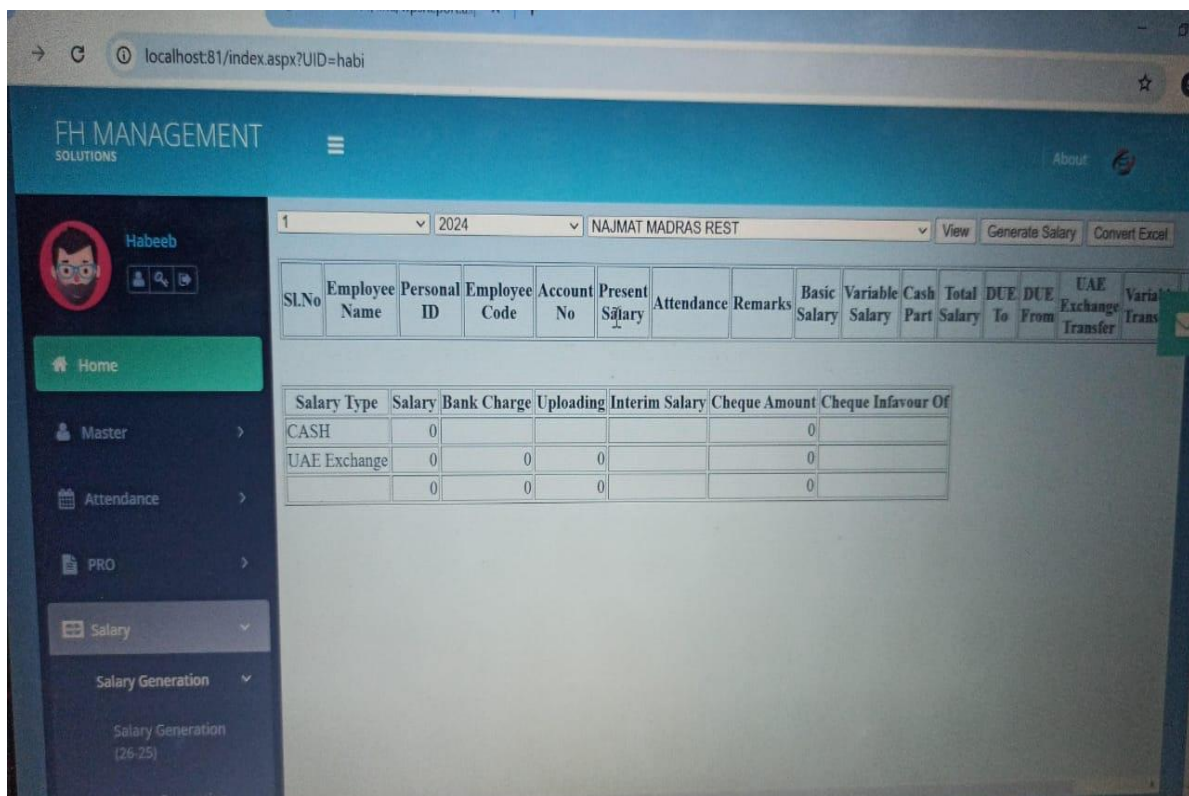 localhost:81/index.aspx?UID=habi
FH MANAGEMENT
SOLUTIONS
About
Habeeb
1 2024 NAJMAT MADRAS REST View Generate Salary Convert Excel
Sl.No Employee Name Personal ID Employee Code Account No Present Salary Attendance Remarks Basic Salary Variable Salary Cash Part Total Salary DUE To DUE From UAE Exchange Transfer
Home
Master
Attendance
PRO
Salary
Salary Generation
Salary Generation
(26-25)
Salary Type Salary Bank Charge Uploading Interim Salary Cheque Amount Cheque Infavour Of
CASH 0 0
UAE Exchange 0 0 0 0
0 0 0 0